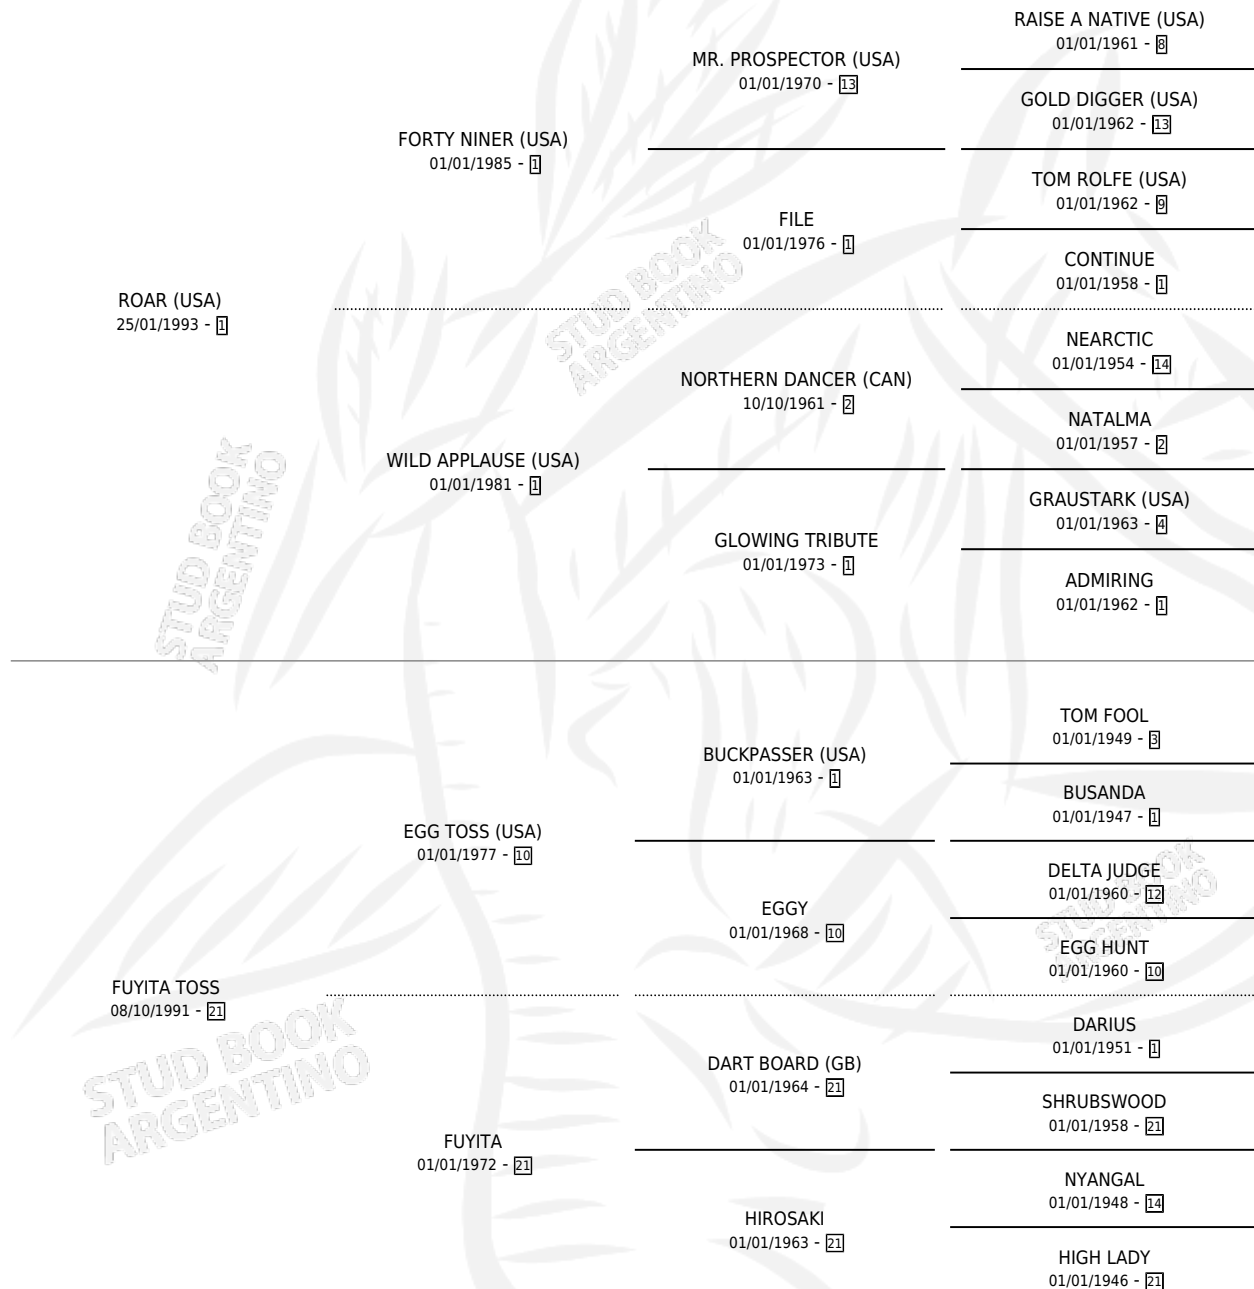 RAISE A NATIVE (USA)
01/01/1961 - 8
MR. PROSPECTOR (USA)
01/01/1970 - 13
GOLD DIGGER (USA)
01/01/1962 - 13
FORTY NINER (USA)
01/01/1985 - 1
TOM ROLFE (USA)
01/01/1962 - 9
FILE
01/01/1976 - 1
CONTINUE
01/01/1958 - 1
ROAR (USA)
25/01/1993 - 1
NEARCTIC
01/01/1954 - 14
NORTHERN DANCER (CAN)
10/10/1961 - 2
NATALMA
01/01/1957 - 2
WILD APPLAUSE (USA)
01/01/1981 - 1
GRAUSTARK (USA)
01/01/1963 - 4
GLOWING TRIBUTE
01/01/1973 - 1
ADMIRING
01/01/1962 - 1
TOM FOOL
01/01/1949 - 3
BUCKPASSER (USA)
01/01/1963 - 1
BUSANDA
01/01/1947 - 1
EGG TOSS (USA)
01/01/1977 - 10
DELTA JUDGE
01/01/1960 - 12
EGGY
01/01/1968 - 10
EGG HUNT
01/01/1960 - 10
FUYITA TOSS
08/10/1991 - 21
DARIUS
01/01/1951 - 1
DART BOARD (GB)
01/01/1964 - 21
SHRUBSWOOD
01/01/1958 - 21
FUYITA
01/01/1972 - 21
NYANGAL
01/01/1948 - 14
HIROSAKI
01/01/1963 - 21
HIGH LADY
01/01/1946 - 21
STUD BOOK
ARGENTINO
STUD BOOK
ARGENTINO
STUD BOOK
ARGENTINO
STUD BOOK
ARGENTINO